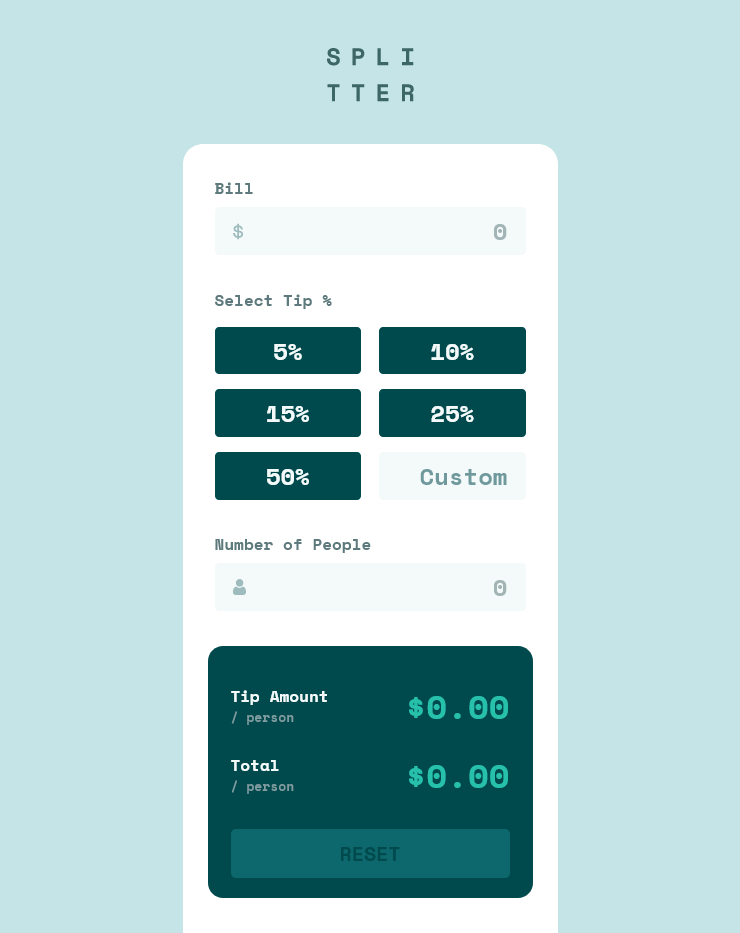 SPLI
TTER
Bill
$ 0
Select Tip %
5% 10%
15% 25%
50% Custom
Number of People
0
Tip Amount
/ person
$0.00
Total
/ person
$0.00
RESET